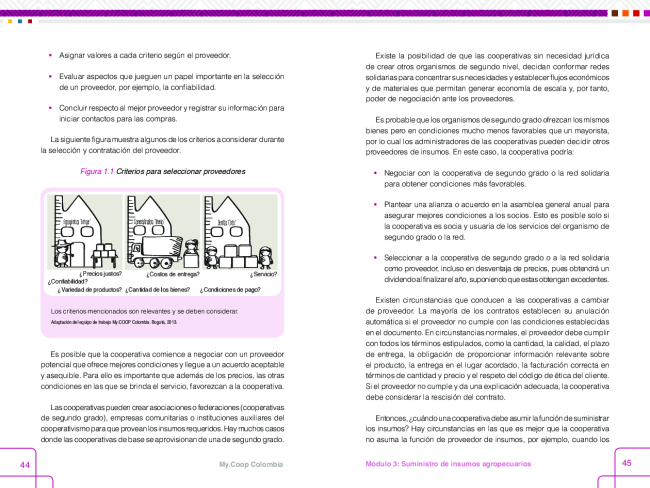 • Asignar valores a cada criterio según el proveedor.
• Evaluar aspectos que jueguen un papel importante en la selección
de un proveedor, por ejemplo, la confiabilidad.
• Concluir respecto al mejor proveedor y registrar su información para
iniciar contactos para las compras.
La siguiente figura muestra algunos de los criterios a considerar durante
la selección y contratación del proveedor.
Figura 1.1 Criterios para seleccionar proveedores
¿Precios justos?
¿Costos de entrega?
¿Servicio?
¿Confiabilidad?
¿Variedad de productos?
¿Cantidad de los bienes?
¿Condiciones de pago?
Los criterios mencionados son relevantes y se deben considerar.
Adaptación del equipo de trabajo My.COOP Colombia. Bogotá, 2013.
Es posible que la cooperativa comience a negociar con un proveedor
potencial que ofrece mejores condiciones y llegue a un acuerdo aceptable
y asequible. Para ello es importante que además de los precios, las otras
condiciones en las que se brinda el servicio, favorezcan a la cooperativa.
Las cooperativas pueden crear asociaciones o federaciones (cooperativas
de segundo grado), empresas comunitarias o instituciones auxiliares del
cooperativismo para que provean los insumos requeridos. Hay muchos casos
donde las cooperativas de base se aprovisionan de una de segundo grado.
44
My.Coop Colombia
Existe la posibilidad de que las cooperativas sin necesidad jurídica
de crear otros organismos de segundo nivel, decidan conformar redes
solidarias para concentrar sus necesidades y establecer flujos económicos
y de materiales que permitan generar economía de escala y, por tanto,
poder de negociación ante los proveedores.
Es probable que los organismos de segundo grado ofrezcan los mismos
bienes pero en condiciones mucho menos favorables que un mayorista,
por lo cual los administradores de las cooperativas pueden decidir otros
proveedores de insumos. En este caso, la cooperativa podría:
• Negociar con la cooperativa de segundo grado o la red solidaria
para obtener condiciones más favorables.
• Plantear una alianza o acuerdo en la asamblea general anual para
asegurar mejores condiciones a los socios. Esto es posible solo si
la cooperativa es socia y usuaria de los servicios del organismo de
segundo grado o la red.
• Seleccionar a la cooperativa de segundo grado o a la red solidaria
como proveedor, incluso en desventaja de precios, pues obtendrá un
dividendo al finalizar el año, suponiendo que estas obtengan excedentes.
Existen circunstancias que conducen a las cooperativas a cambiar
de proveedor. La mayoría de los contratos establecen su anulación
automática si el proveedor no cumple con las condiciones establecidas
en el documento. En circunstancias normales, el proveedor debe cumplir
con todos los términos estipulados, como la cantidad, la calidad, el plazo
de entrega, la obligación de proporcionar información relevante sobre
el producto, la entrega en el lugar acordado, la facturación correcta en
términos de cantidad y precio y el respeto del código de ética del cliente.
Si el proveedor no cumple y da una explicación adecuada, la cooperativa
debe considerar la rescisión del contrato.
Entonces, ¿cuándo una cooperativa debe asumir la función de suministrar
los insumos? Hay circunstancias en las que es mejor que la cooperativa
no asuma la función de proveedor de insumos, por ejemplo, cuando los
Módulo 3: Suministro de insumos agropecuarios
45